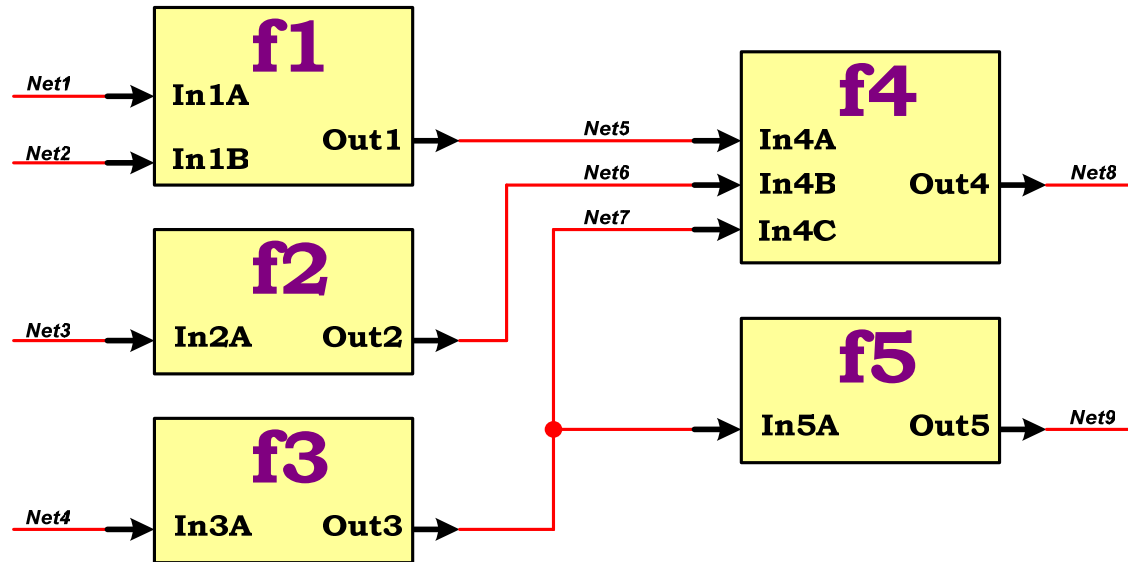 f1
Net1
In1A
Out1
Net2
In1B
Net5
f4
In4A
Net6
In4B
Out4
Net8
Net7
In4C
f2
Net3
In2A
Out2
f5
In5A
Out5
Net9
f3
Net4
In3A
Out3